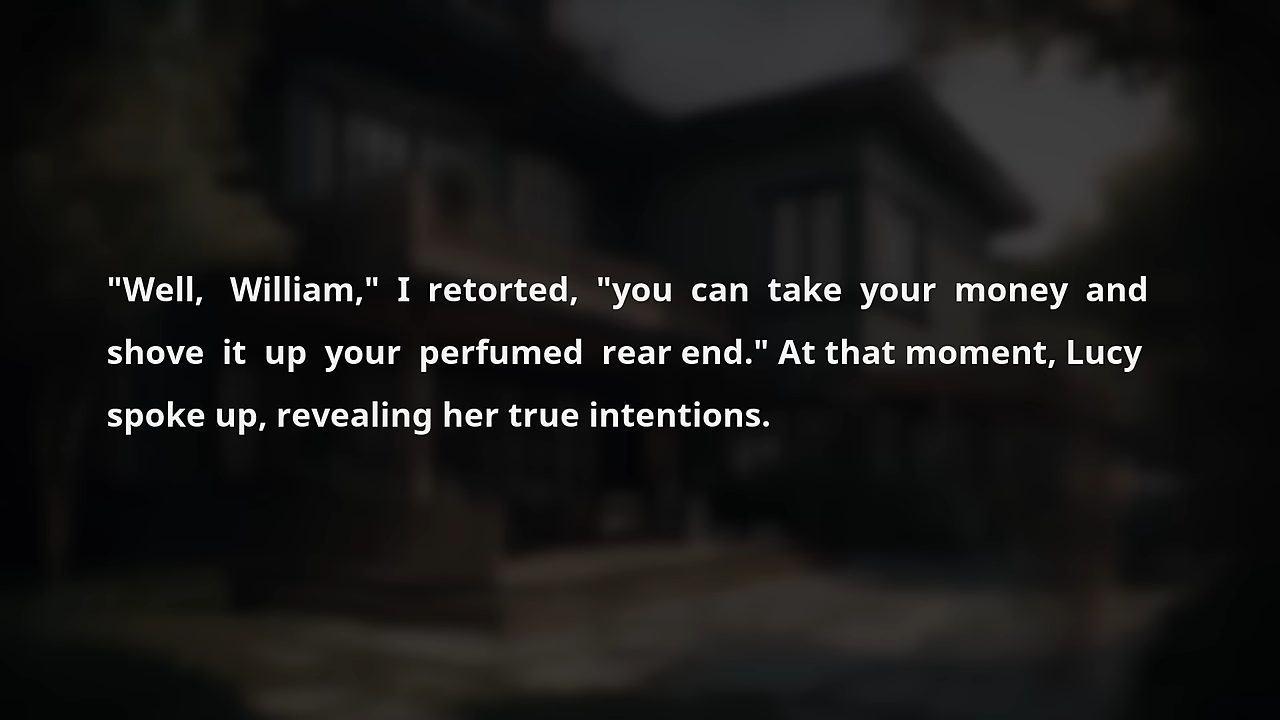 "Well, William," I retorted, "you can take your money and
shove it up your perfumed rear end." At that moment, Lucy
spoke up, revealing her true intentions.